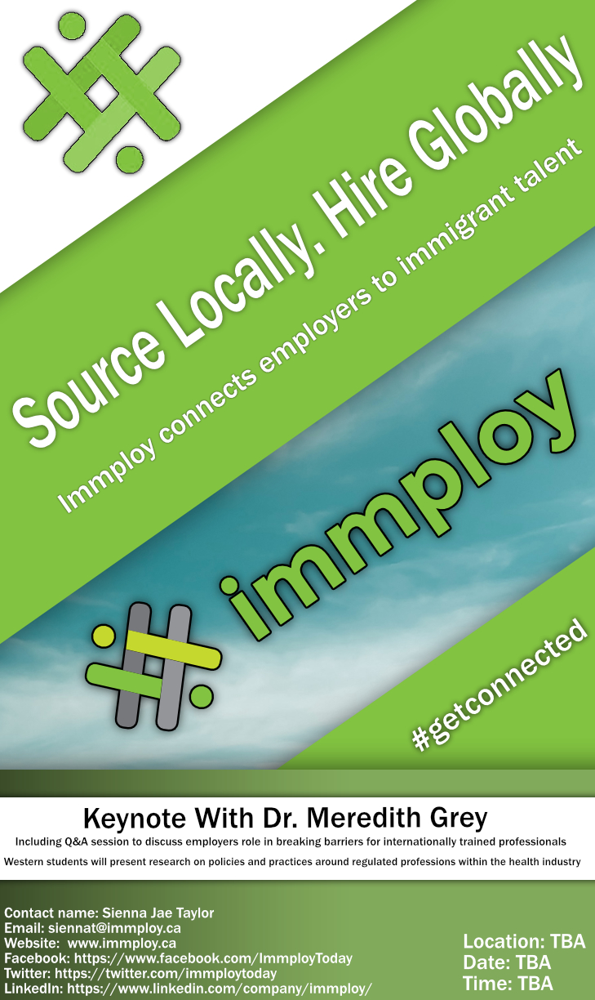 Source Locally. Hire Globally
Immploy connects employers to immigrant talent
immploy
#getconnected
Keynote With Dr. Meredith Grey
Including Q&A session to discuss employers role in breaking barriers for internationally trained professionals
Western students will present research on policies and practices around regulated professions within the health industry
Contact name: Sienna Jae Taylor
Email: siennat@immploy.ca
Website:  www.immploy.ca
Facebook: https://www.facebook.com/ImmployToday
Twitter: https://twitter.com/immploytoday
LinkedIn: https://www.linkedin.com/company/immploy/
Location: TBA
Date: TBA
Time: TBA